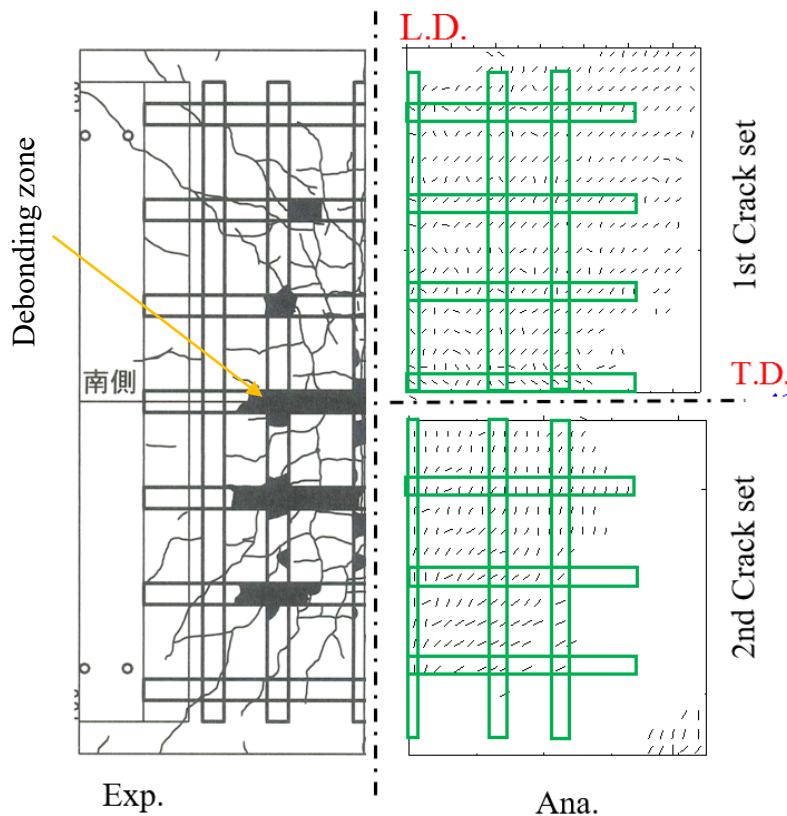 L.D.
Debonding zone
1st Crack set
南側
T.D.
2nd Crack set
Exp.
Ana.